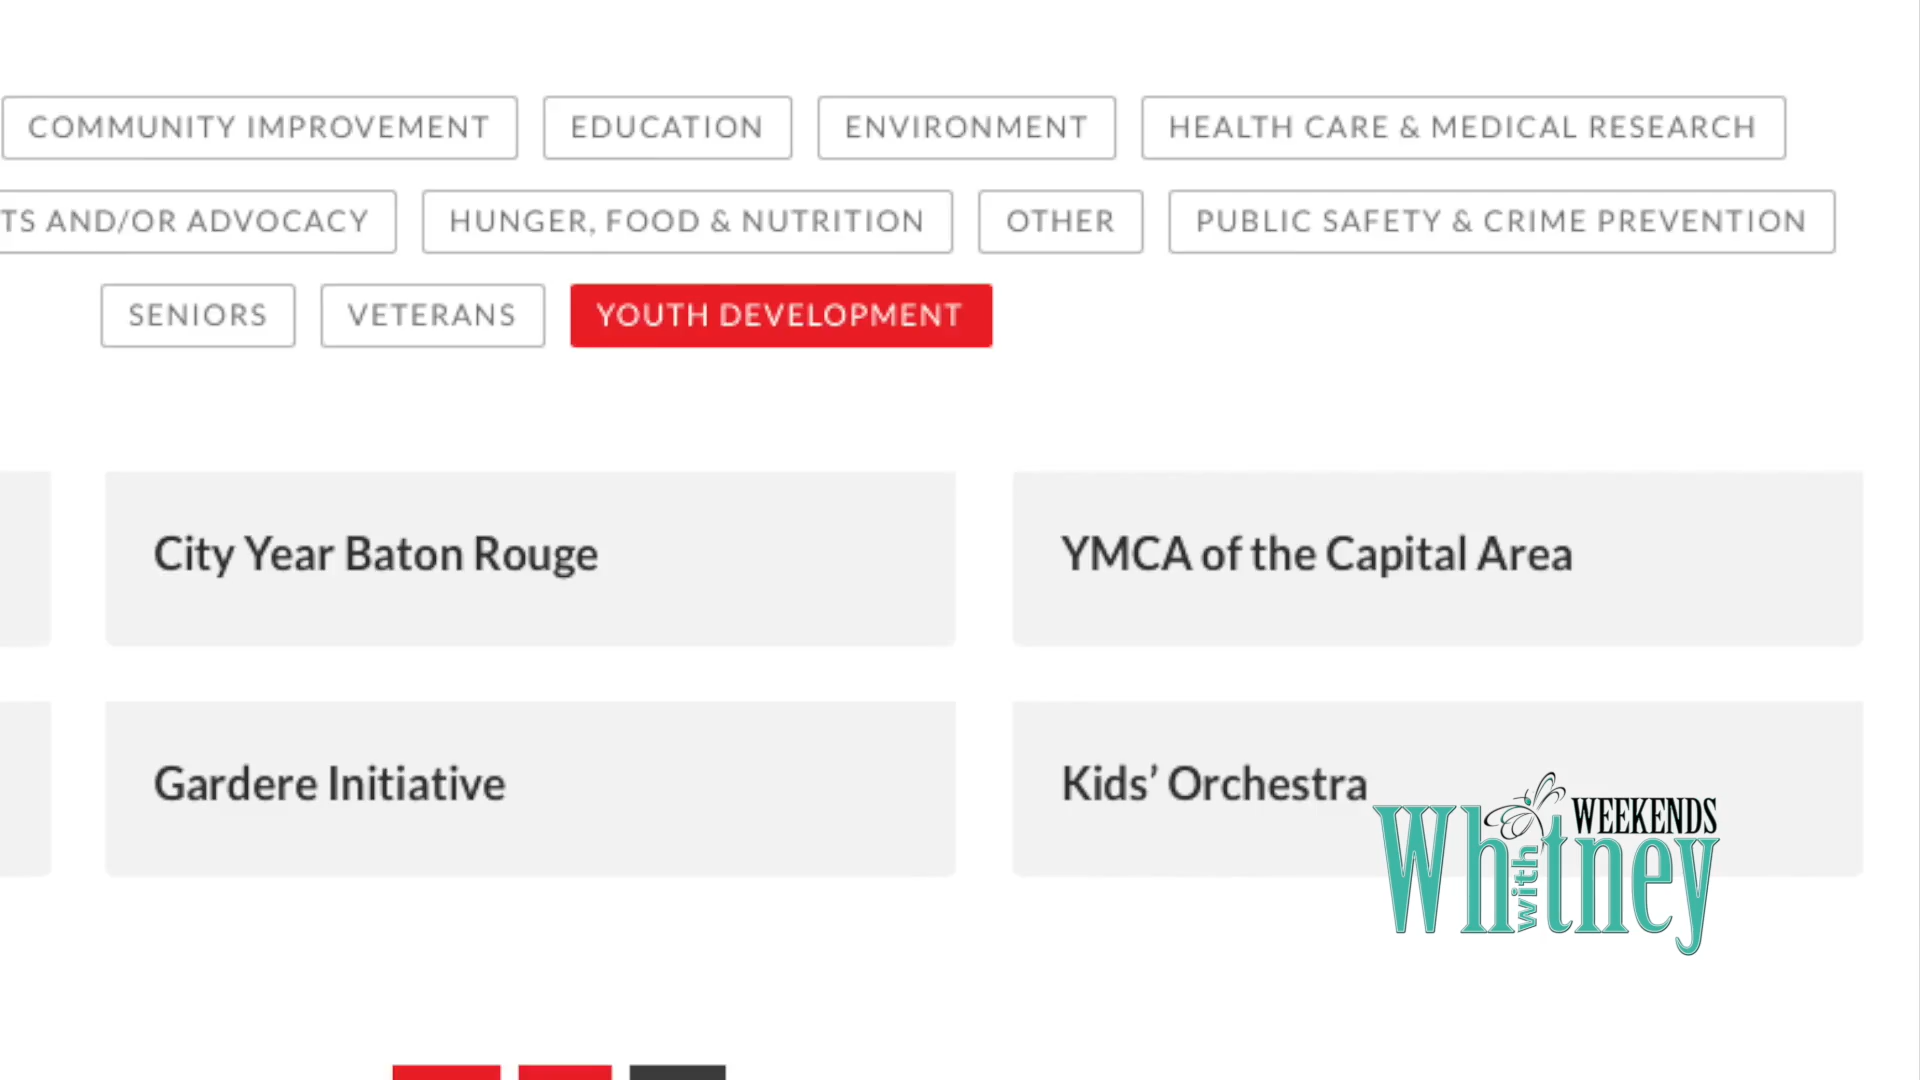 COMMUNITY IMPROVEMENT EDUCATION ENVIRONMENT HEALTH CARE & MEDICAL RESEARCH
TS AND/OR ADVOCACY HUNGER, FOOD & NUTRITION OTHER PUBLIC SAFETY & CRIME PREVENTION
SENIORS VETERANS YOUTH DEVELOPMENT
City Year Baton Rouge
YMCA of the Capital Area
Gardere Initiative
Kids’ Orchestra
WEEKENDS
with
Whitney